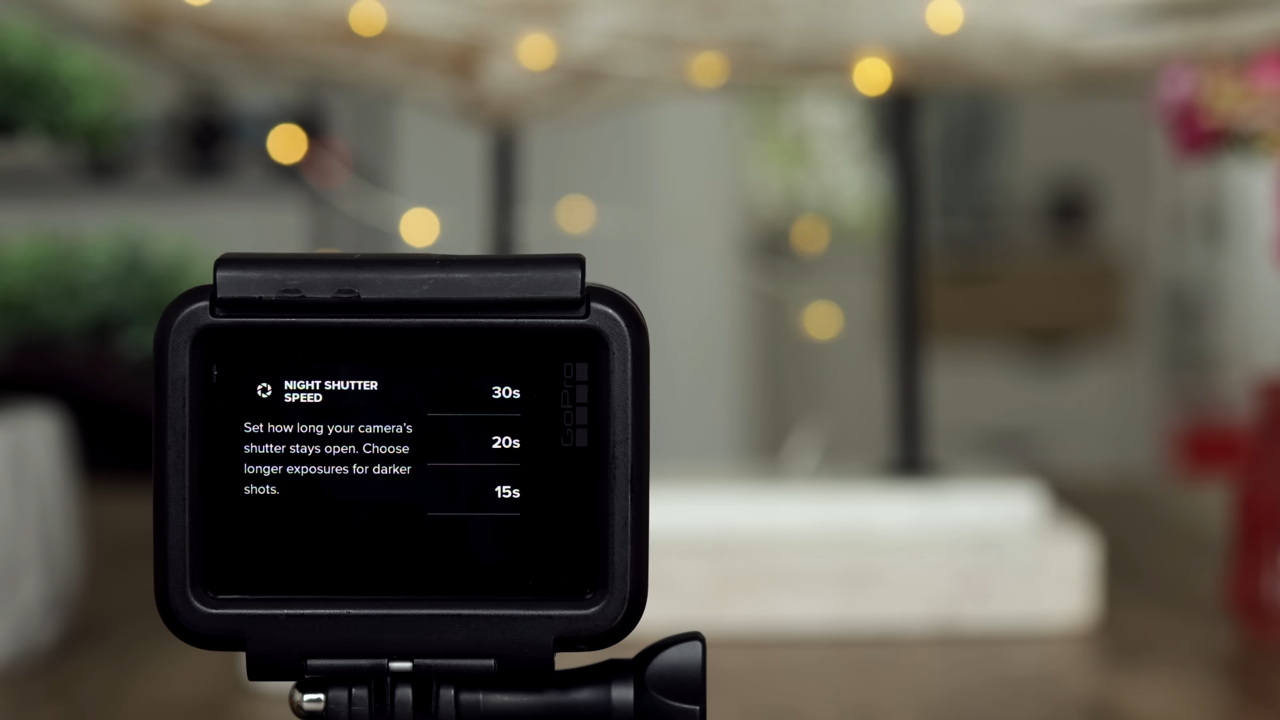 NIGHT SHUTTER
SPEED
Set how long your camera's
shutter stays open. Choose
longer exposures for darker
shots.
30s
20s
15s
GoPro